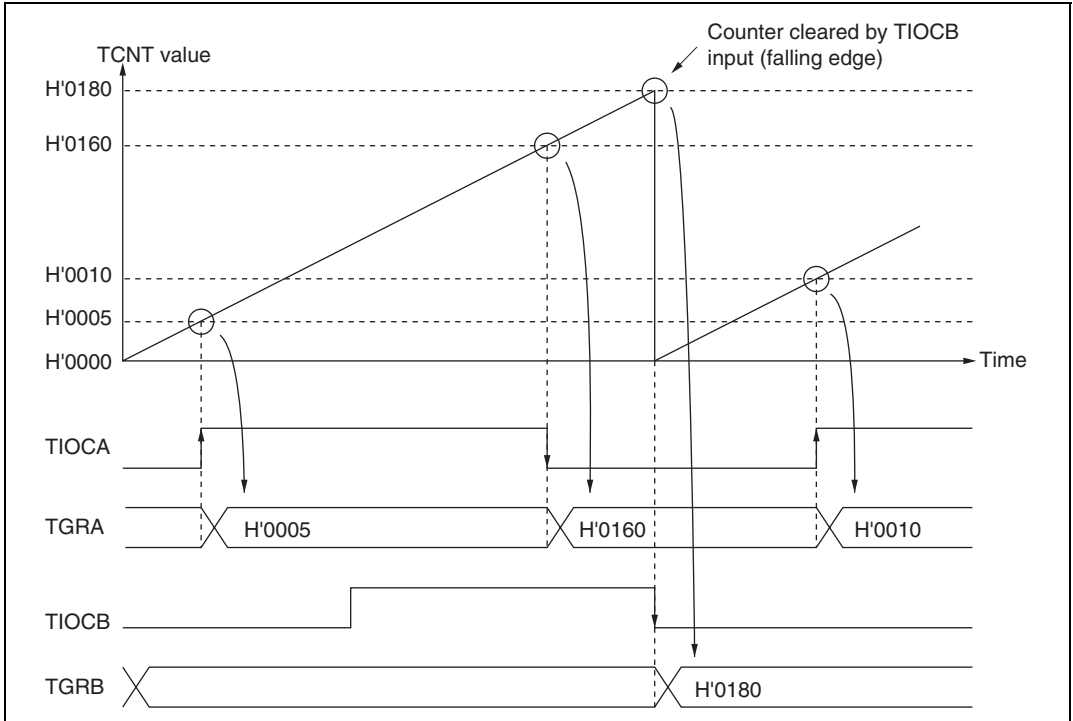 Counter cleared by TIOCB
input (falling edge)
TCNT value
H'0180
H'0160
H'0010
H'0005
H'0000
Time
TIOCA
TGRA
H'0005
H'0160
H'0010
TIOCB
TGRB
H'0180